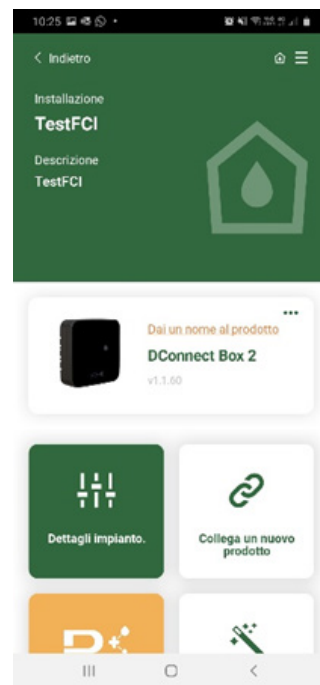 10:25
Indietro
Installazione
TestFCI
Descrizione
TestFCI
Dai un nome al prodotto
DConnect Box 2
v1.1.60
Dettagli impianto.
Collega un nuovo
prodotto